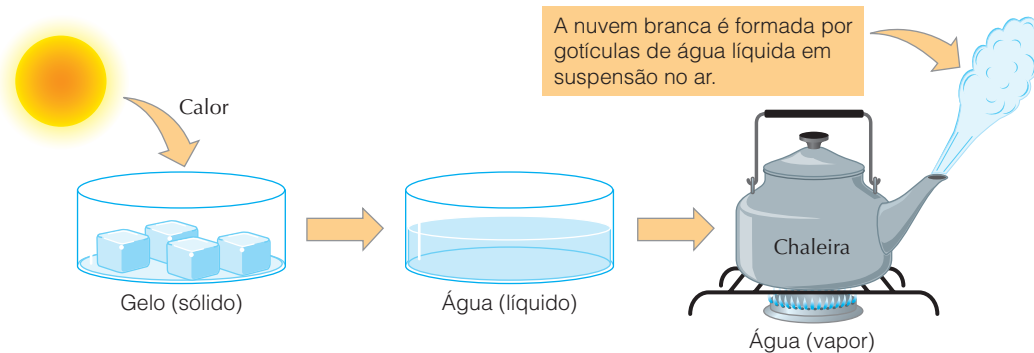 A nuvem branca é formada por
gotículas de água líquida em
suspensão no ar.
Calor
Chaleira
Gelo (sólido)
Água (líquido)
Água (vapor)